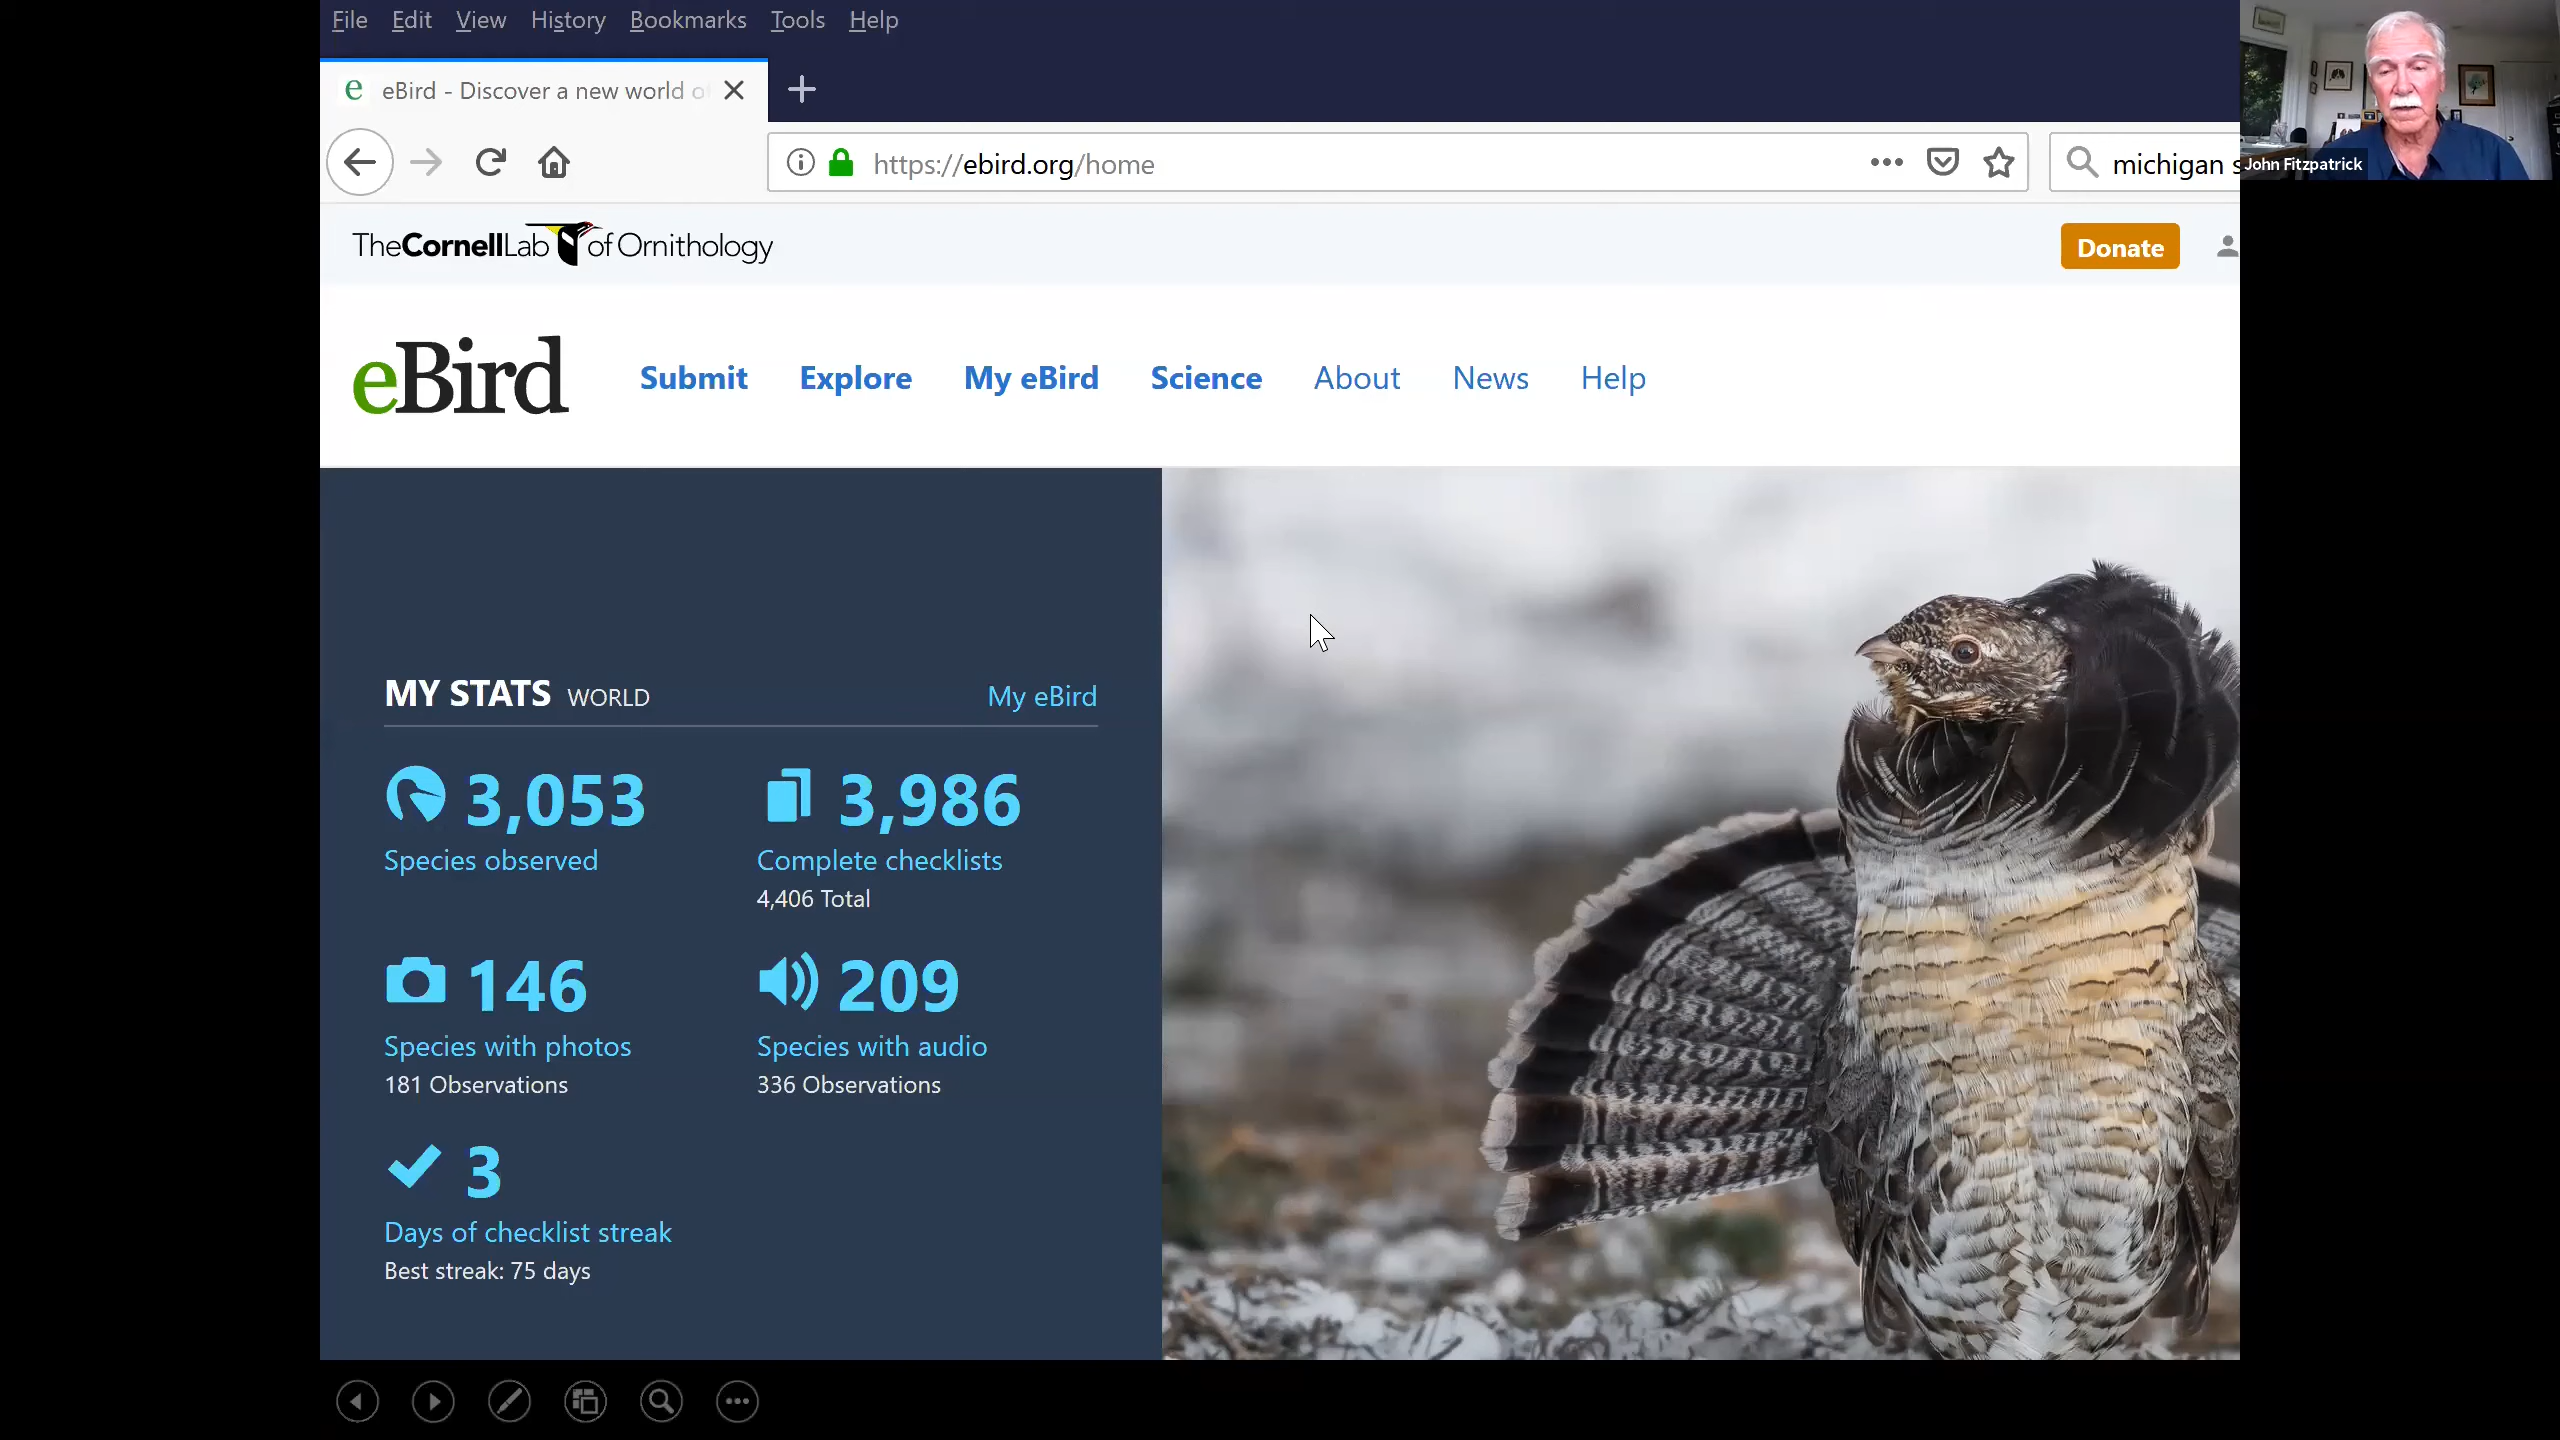 File Edit View History Bookmarks Tools Help
e eBird - Discover a new world o
https://ebird.org/home
michigan s
John Fitzpatrick
TheCornellLab of Ornithology
Donate
eBird Submit Explore My eBird Science About News Help
MY STATS WORLD My eBird
3,053 3,986
Species observed Complete checklists
4,406 Total
146 209
Species with photos Species with audio
181 Observations 336 Observations
3
Days of checklist streak
Best streak: 75 days